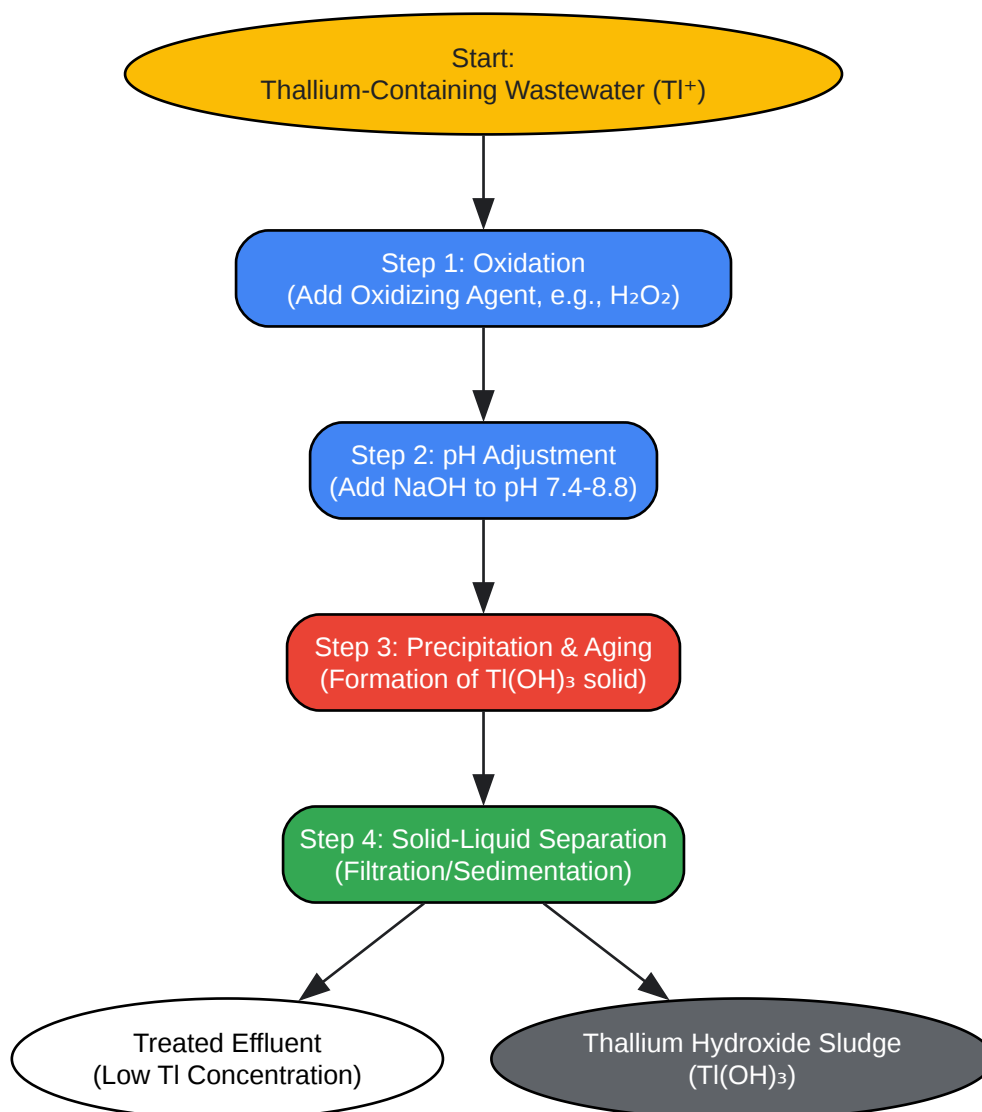 Start:
Thallium-Containing Wastewater (Tl⁺)
Step 1: Oxidation
(Add Oxidizing Agent, e.g., H₂O₂)
Step 2: pH Adjustment
(Add NaOH to pH 7.4-8.8)
Step 3: Precipitation & Aging
(Formation of Tl(OH)₃ solid)
Step 4: Solid-Liquid Separation
(Filtration/Sedimentation)
Treated Effluent
(Low Tl Concentration)
Thallium Hydroxide Sludge
(Tl(OH)₃)